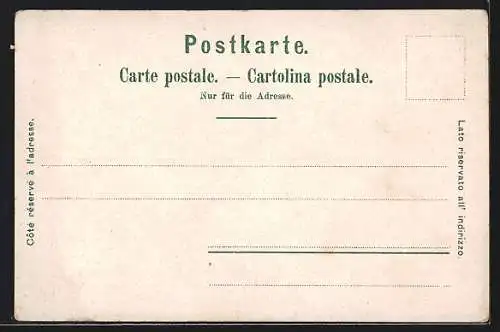 Postkarte.
Carte postale. — Cartolina postale.
Nur für die Adresse.
Côté réservé à l'adresse.
Lato riservato all' indirizzo.